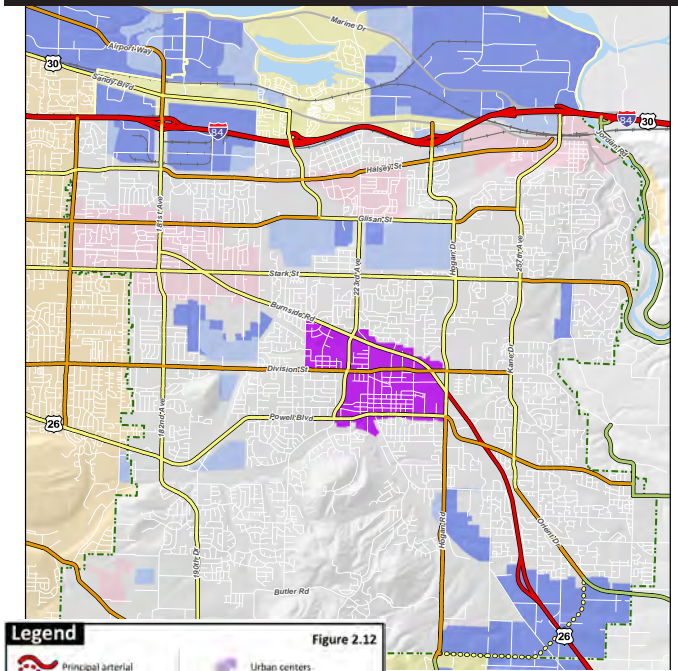 Marine Dr
Airport Way
30
Sandy Blvd
84
30
84
Jordan Rd
Halsey St
181st Ave
Glisan St
Hogan Dr
257th Ave
223rd Ave
Stark St
Burnside Rd
Division St
Kane Dr
182nd Ave
Powell Blvd
26
Hogan Rd
Orient Dr
190th Dr
Butler Rd
26
Legend
Figure 2.12
Principal arterial
Urban centers